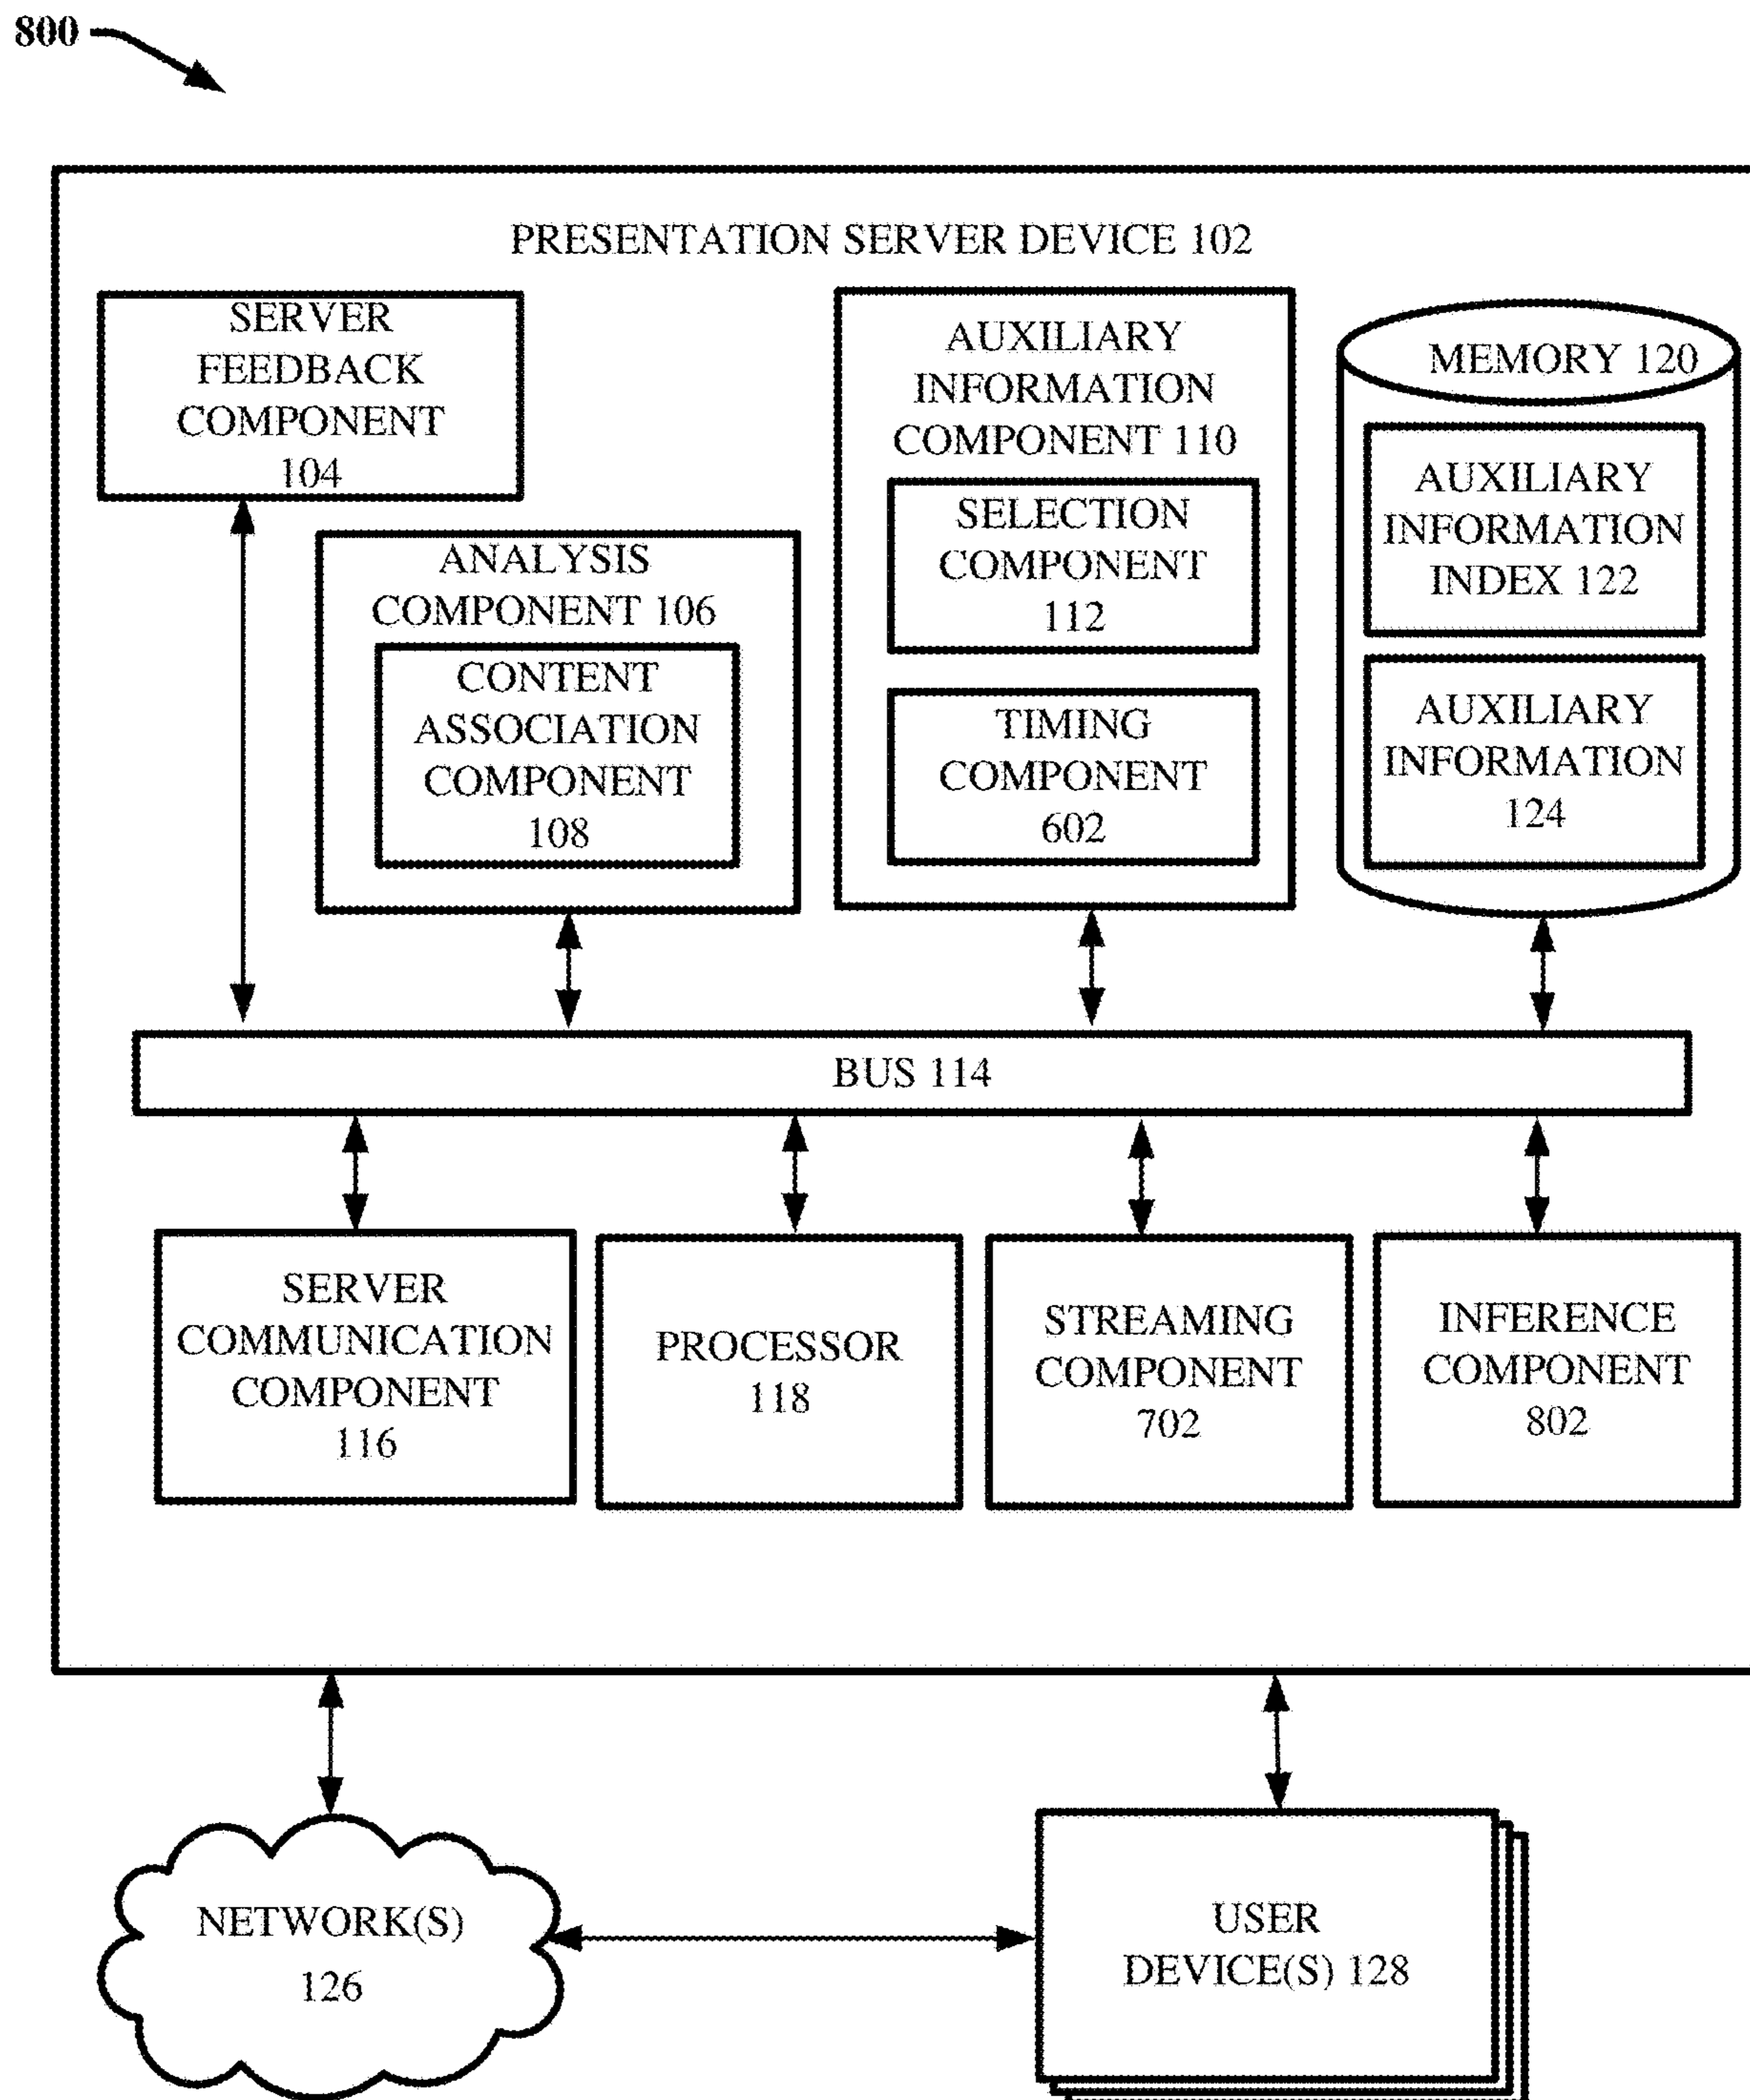 800
PRESENTATION SERVER DEVICE 102
SERVER
FEEDBACK
COMPONENT
104
ANALYSIS
COMPONENT 106
CONTENT
ASSOCIATION
COMPONENT
108
AUXILIARY
INFORMATION
COMPONENT 110
SELECTION
COMPONENT
112
TIMING
COMPONENT
602
MEMORY 120
AUXILIARY
INFORMATION
INDEX 122
AUXILIARY
INFORMATION
124
BUS 114
SERVER
COMMUNICATION
COMPONENT
116
PROCESSOR
118
STREAMING
COMPONENT
702
INFERENCE
COMPONENT
802
NETWORK(S)
126
USER
DEVICE(S) 128